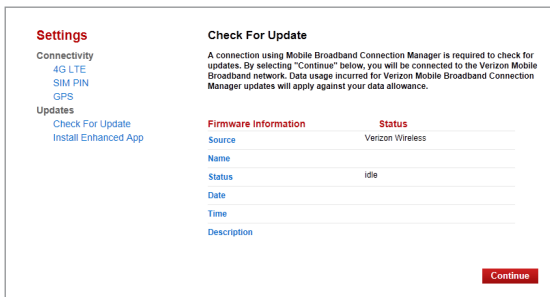 Settings
Connectivity
4G LTE
SIM PIN
GPS
Updates
Check For Update
Install Enhanced App
Check For Update
A connection using Mobile Broadband Connection Manager is required to check for
updates. By selecting "Continue" below, you will be connected to the Verizon Mobile
Broadband network. Data usage incurred for Verizon Mobile Broadband Connection
Manager updates will apply against your data allowance.
Firmware Information Status
Source Verizon Wireless
Name
Status idle
Date
Time
Description
Continue